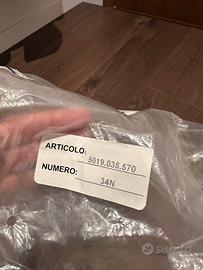 ARTICOLO: 5019.035.570
NUMERO: 34N
subito